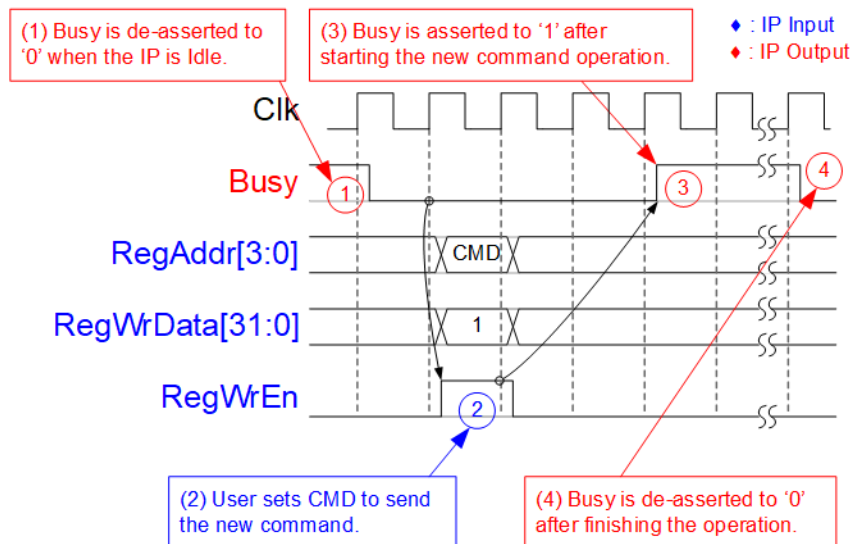 (1) Busy is de-asserted to
‘0’ when the IP is Idle.
(3) Busy is asserted to ‘1’ after
starting the new command operation.
♦ : IP Input
♦ : IP Output
Clk
Busy
1
3
4
RegAddr[3:0]
CMD
RegWrData[31:0]
1
RegWrEn
2
(2) User sets CMD to send
the new command.
(4) Busy is de-asserted to ‘0’
after finishing the operation.